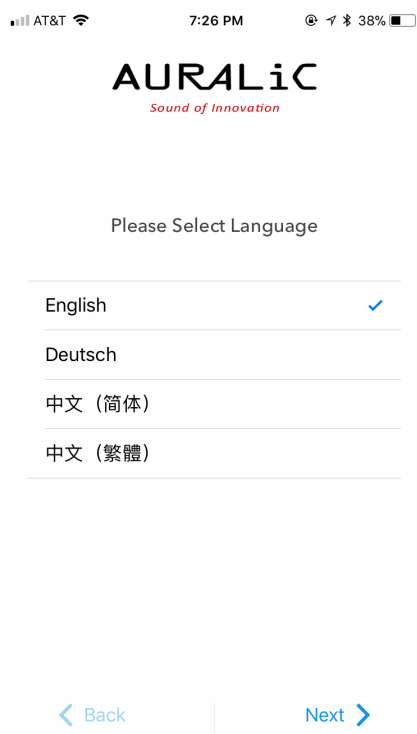 AT&T 7:26 PM 38%
AURALiC
Sound of Innovation
Please Select Language
English
Deutsch
中文（简体）
中文（繁體）
Back Next